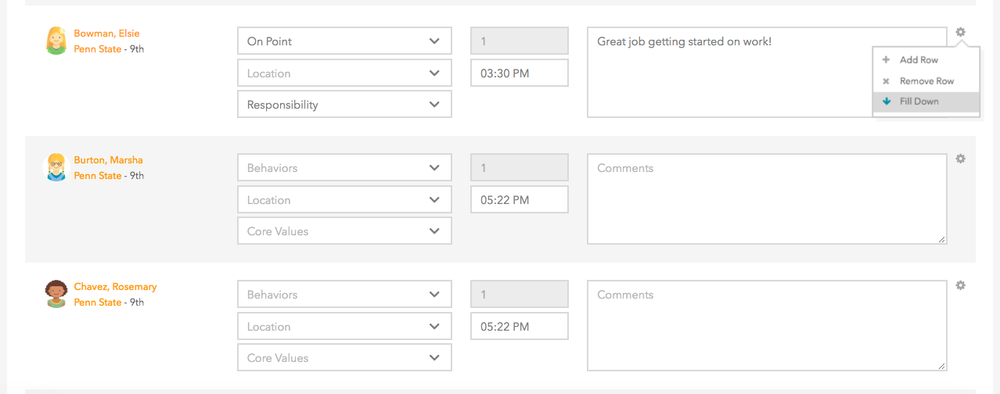 Bowman, Elsie
Penn State - 9th
On Point
Location
Responsibility
1
03:30 PM
Great job getting started on work!
Add Row
Remove Row
Fill Down
Burton, Marsha
Penn State - 9th
Behaviors
Location
Core Values
1
05:22 PM
Comments
Chavez, Rosemary
Penn State - 9th
Behaviors
Location
Core Values
1
05:22 PM
Comments